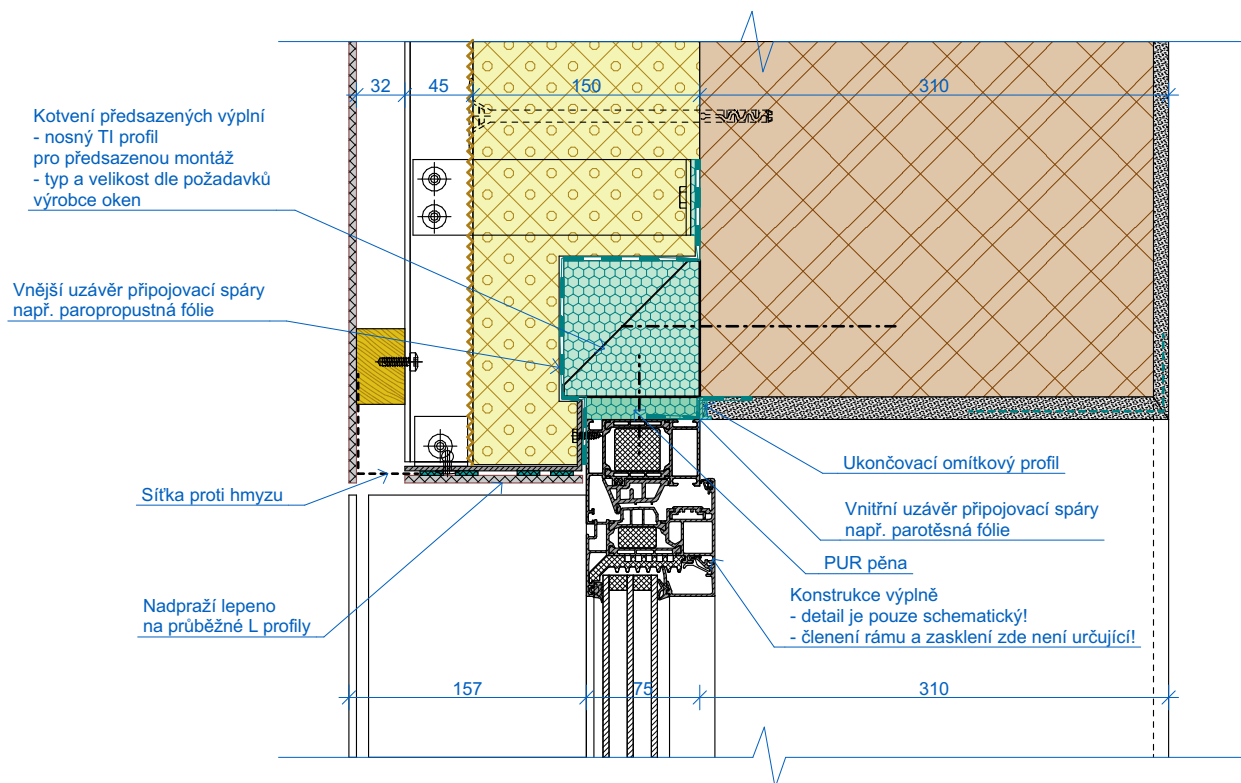 32
45
150
310
Kotvení předsazených výplní
- nosný TI profil
pro předsazenou montáž
- typ a velikost dle požadavků
výrobce oken
Vnější uzávěr připojovací spáry
např. paropropustná fólie
Síťka proti hmyzu
Ukončovací omítkový profil
Vnitřní uzávěr připojovací spáry
např. parotěsná fólie
PUR pěna
Konstrukce výplně
- detail je pouze schematický!
- členení rámu a zasklení zde není určující!
Nadpraží lepeno
na průběžné L profily
157
75
310